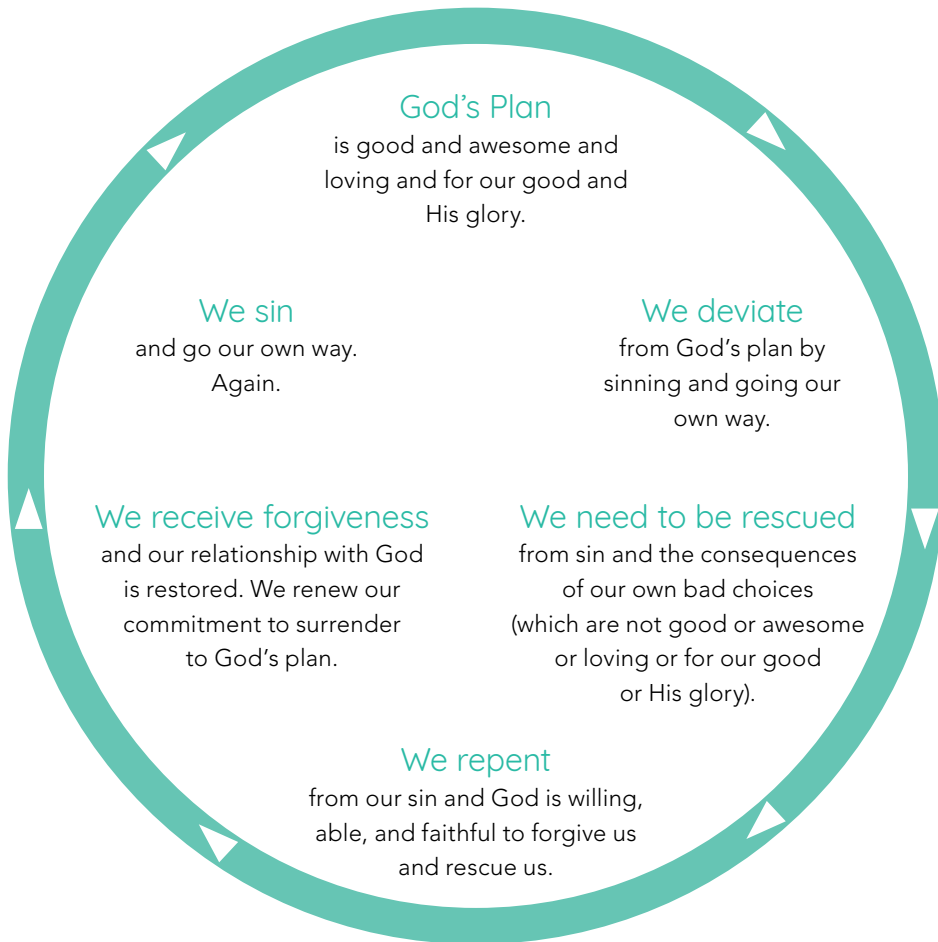 God’s Plan
is good and awesome and
loving and for our good and
His glory.
We deviate
from God’s plan by
sinning and going our
own way.
We need to be rescued
from sin and the consequences
of our own bad choices
(which are not good or awesome
or loving or for our good
or His glory).
We repent
from our sin and God is willing,
able, and faithful to forgive us
and rescue us.
We receive forgiveness
and our relationship with God
is restored. We renew our
commitment to surrender
to God’s plan.
We sin
and go our own way.
Again.